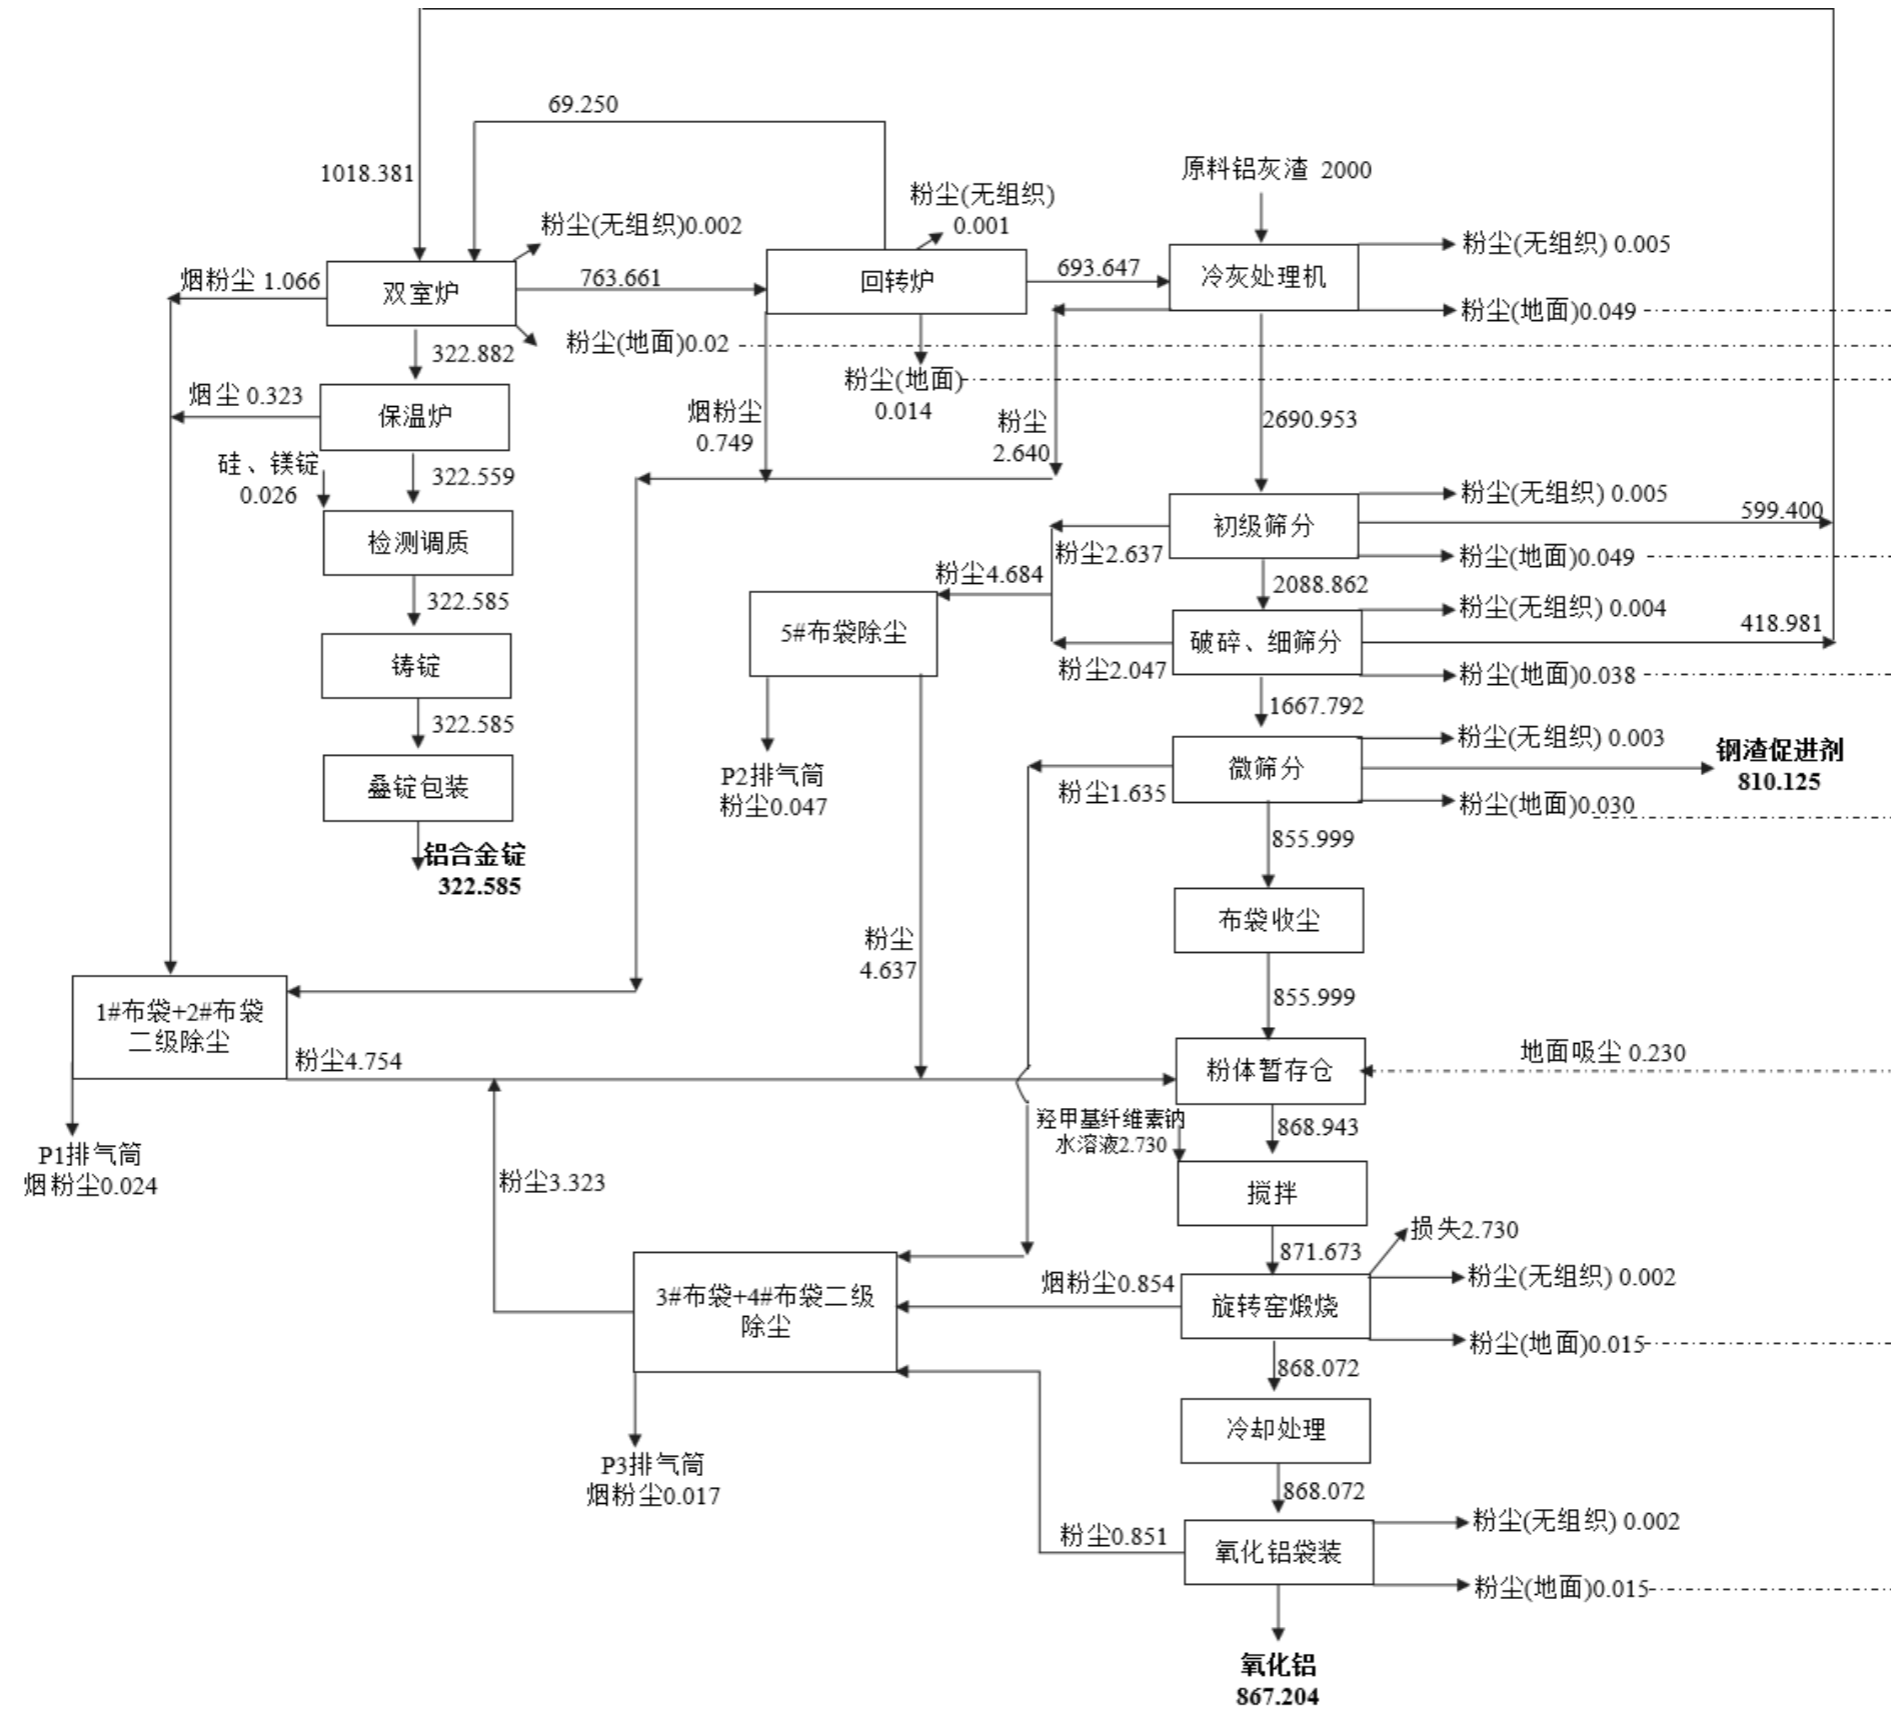 69.250
1018.381
原料铝灰渣 2000
粉尘(无组织)
0.001
粉尘(无组织)0.002
粉尘(无组织) 0.005
烟粉尘 1.066
双室炉
763.661
回转炉
693.647
冷灰处理机
粉尘(地面)0.049
322.882
粉尘(地面)0.02
粉尘(地面)
0.014
烟尘 0.323
保温炉
烟粉尘
0.749
粉尘
2.640
2690.953
硅、镁锭
0.026
322.559
粉尘(无组织) 0.005
599.400
初级筛分
检测调质
粉尘2.637
粉尘(地面)0.049
粉尘4.684
2088.862
322.585
粉尘(无组织) 0.004
418.981
5#布袋除尘
破碎、细筛分
铸锭
粉尘2.047
粉尘(地面)0.038
1667.792
322.585
粉尘(无组织) 0.003
钢渣促进剂
810.125
微筛分
叠锭包装
P2排气筒
粉尘0.047
粉尘1.635
粉尘(地面)0.030
铝合金锭
322.585
855.999
布袋收尘
粉尘
4.637
855.999
1#布袋+2#布袋
二级除尘
粉尘4.754
粉体暂存仓
地面吸尘 0.230
羟甲基纤维素钠
水溶液2.730
868.943
P1排气筒
烟粉尘0.024
粉尘3.323
搅拌
损失2.730
871.673
烟粉尘0.854
粉尘(无组织) 0.002
3#布袋+4#布袋二级
除尘
旋转窑煅烧
粉尘(地面)0.015
868.072
冷却处理
P3排气筒
烟粉尘0.017
868.072
粉尘(无组织) 0.002
粉尘0.851
氧化铝袋装
粉尘(地面)0.015
氧化铝
867.204